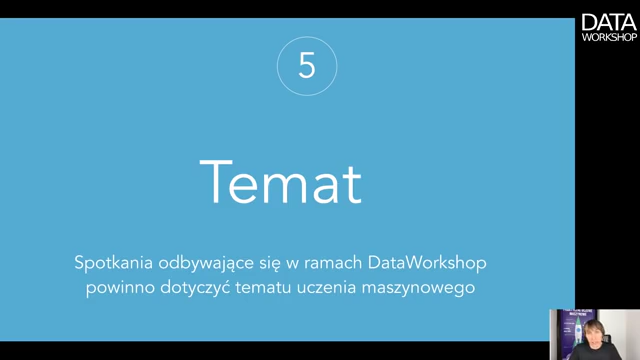 DATA
WORKSHOP
5
Temat
Spotkania odbywające się w ramach DataWorkshop
powinno dotyczyć tematu uczenia maszynowego